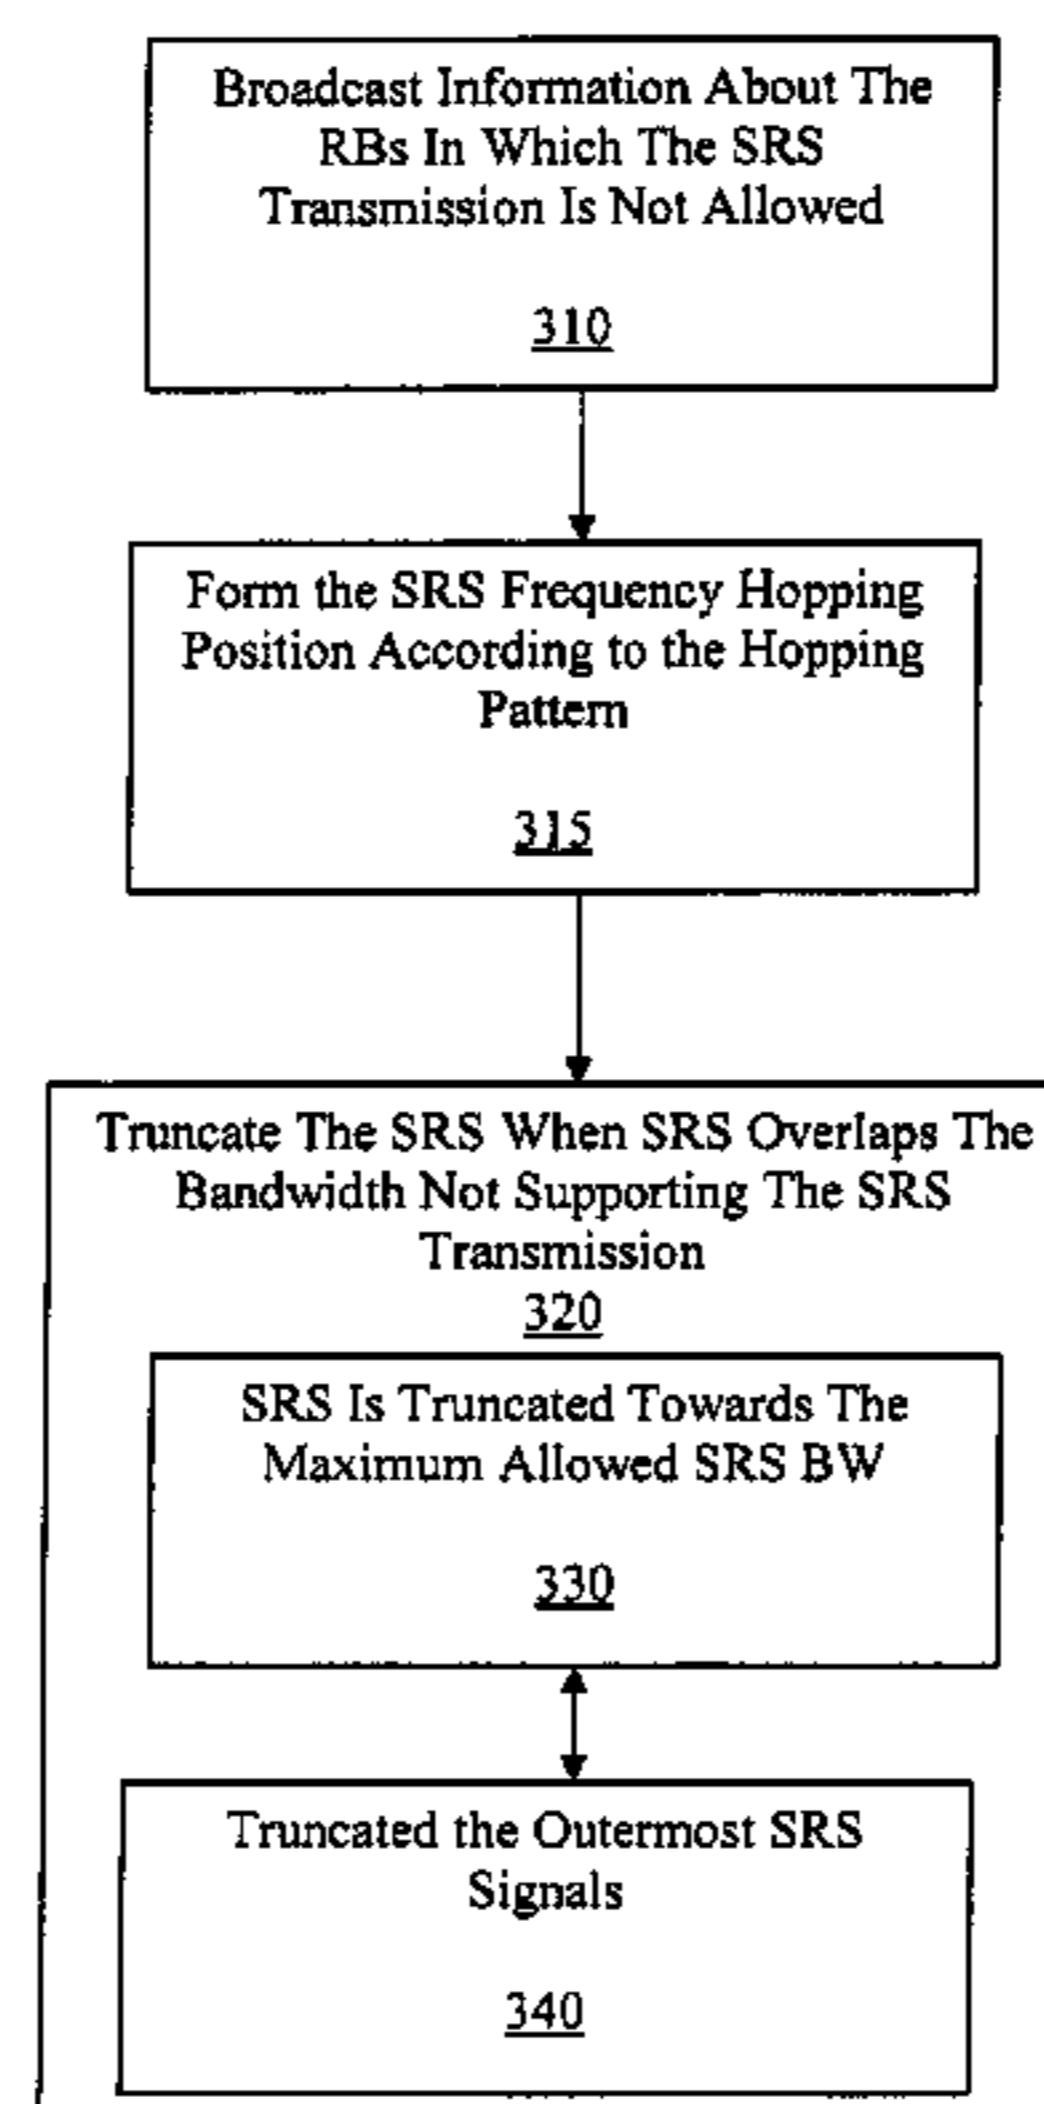 Broadcast Information About The
RBs In Which The SRS
Transmission Is Not Allowed
310
Form the SRS Frequency Hopping
Position According to the Hopping
Pattern
315
Truncate The SRS When SRS Overlaps The
Bandwidth Not Supporting The SRS
Transmission
320
SRS Is Truncated Towards The
Maximum Allowed SRS BW
330
Truncated the Outermost SRS
Signals
340